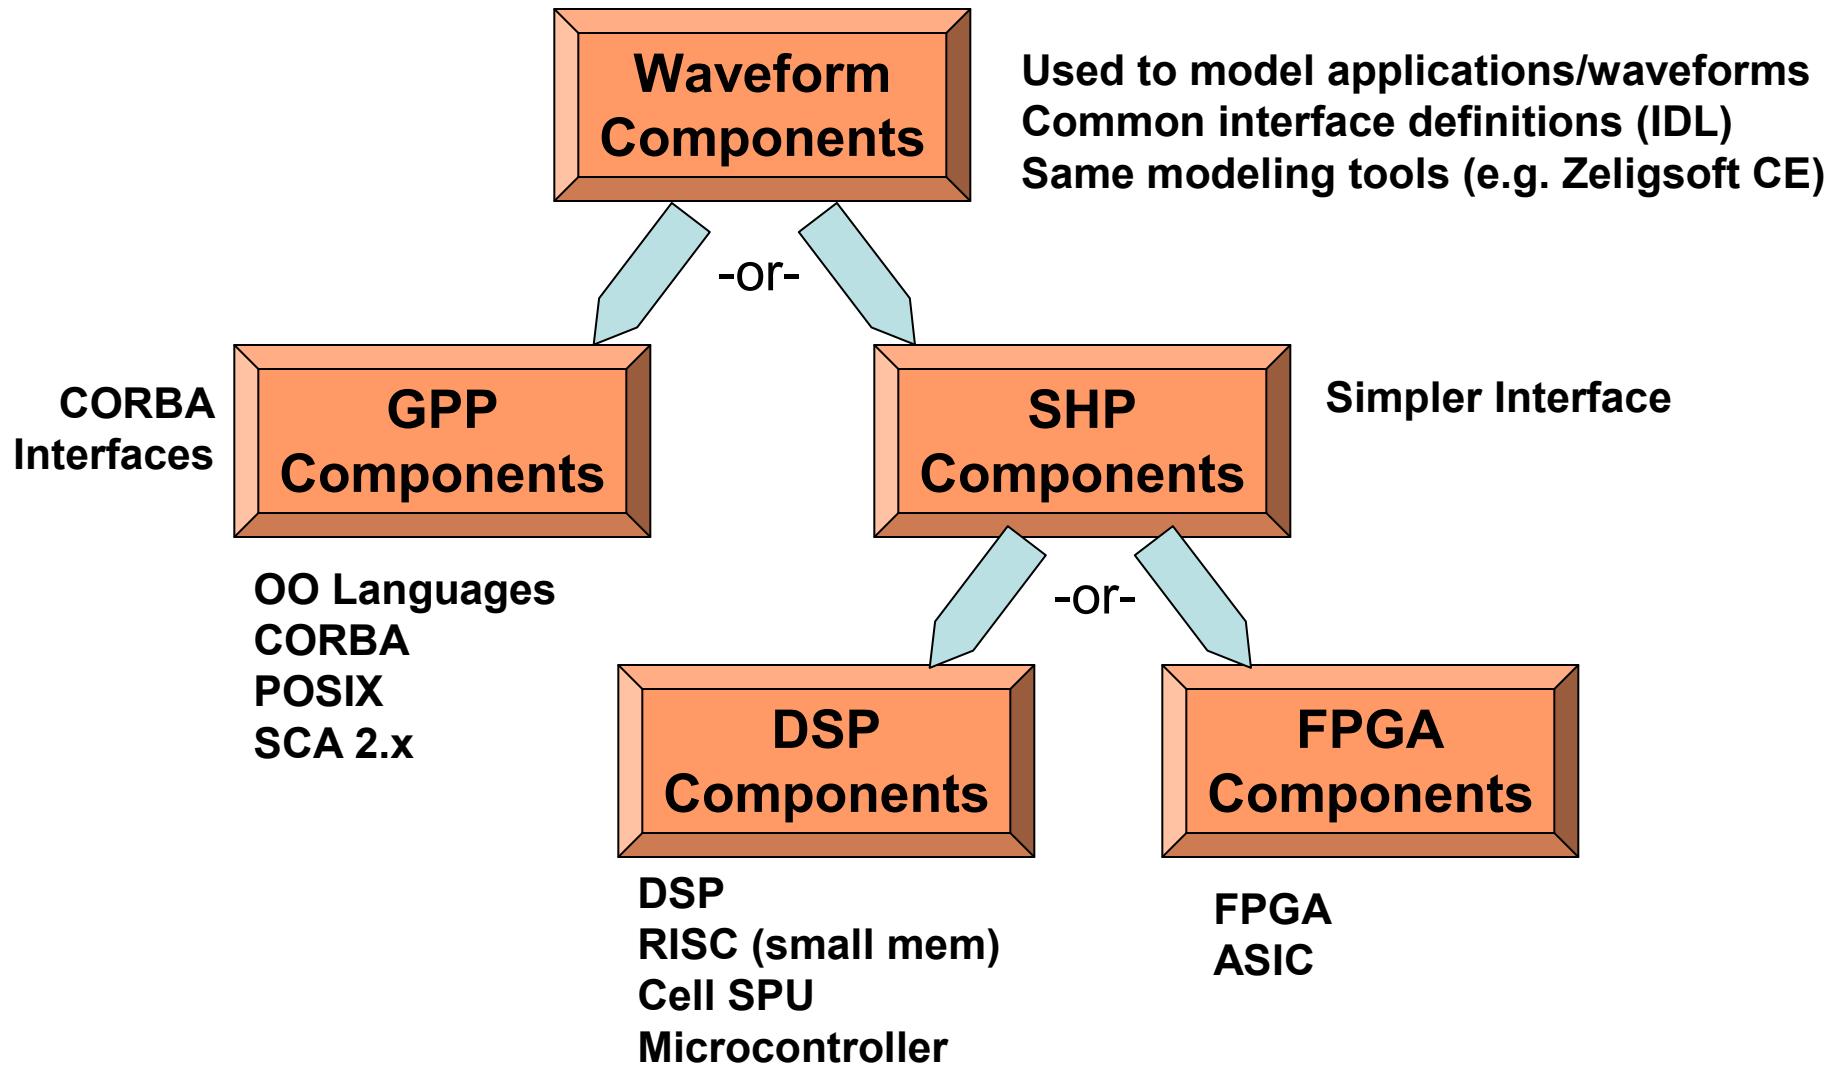 Waveform
Components
Used to model applications/waveforms
Common interface definitions (IDL)
Same modeling tools (e.g. Zeligsoft CE)
-or-
CORBA
Interfaces
GPP
Components
SHP
Components
Simpler Interface
OO Languages
CORBA
POSIX
SCA 2.x
-or-
DSP
Components
FPGA
Components
DSP
RISC (small mem)
Cell SPU
Microcontroller
FPGA
ASIC